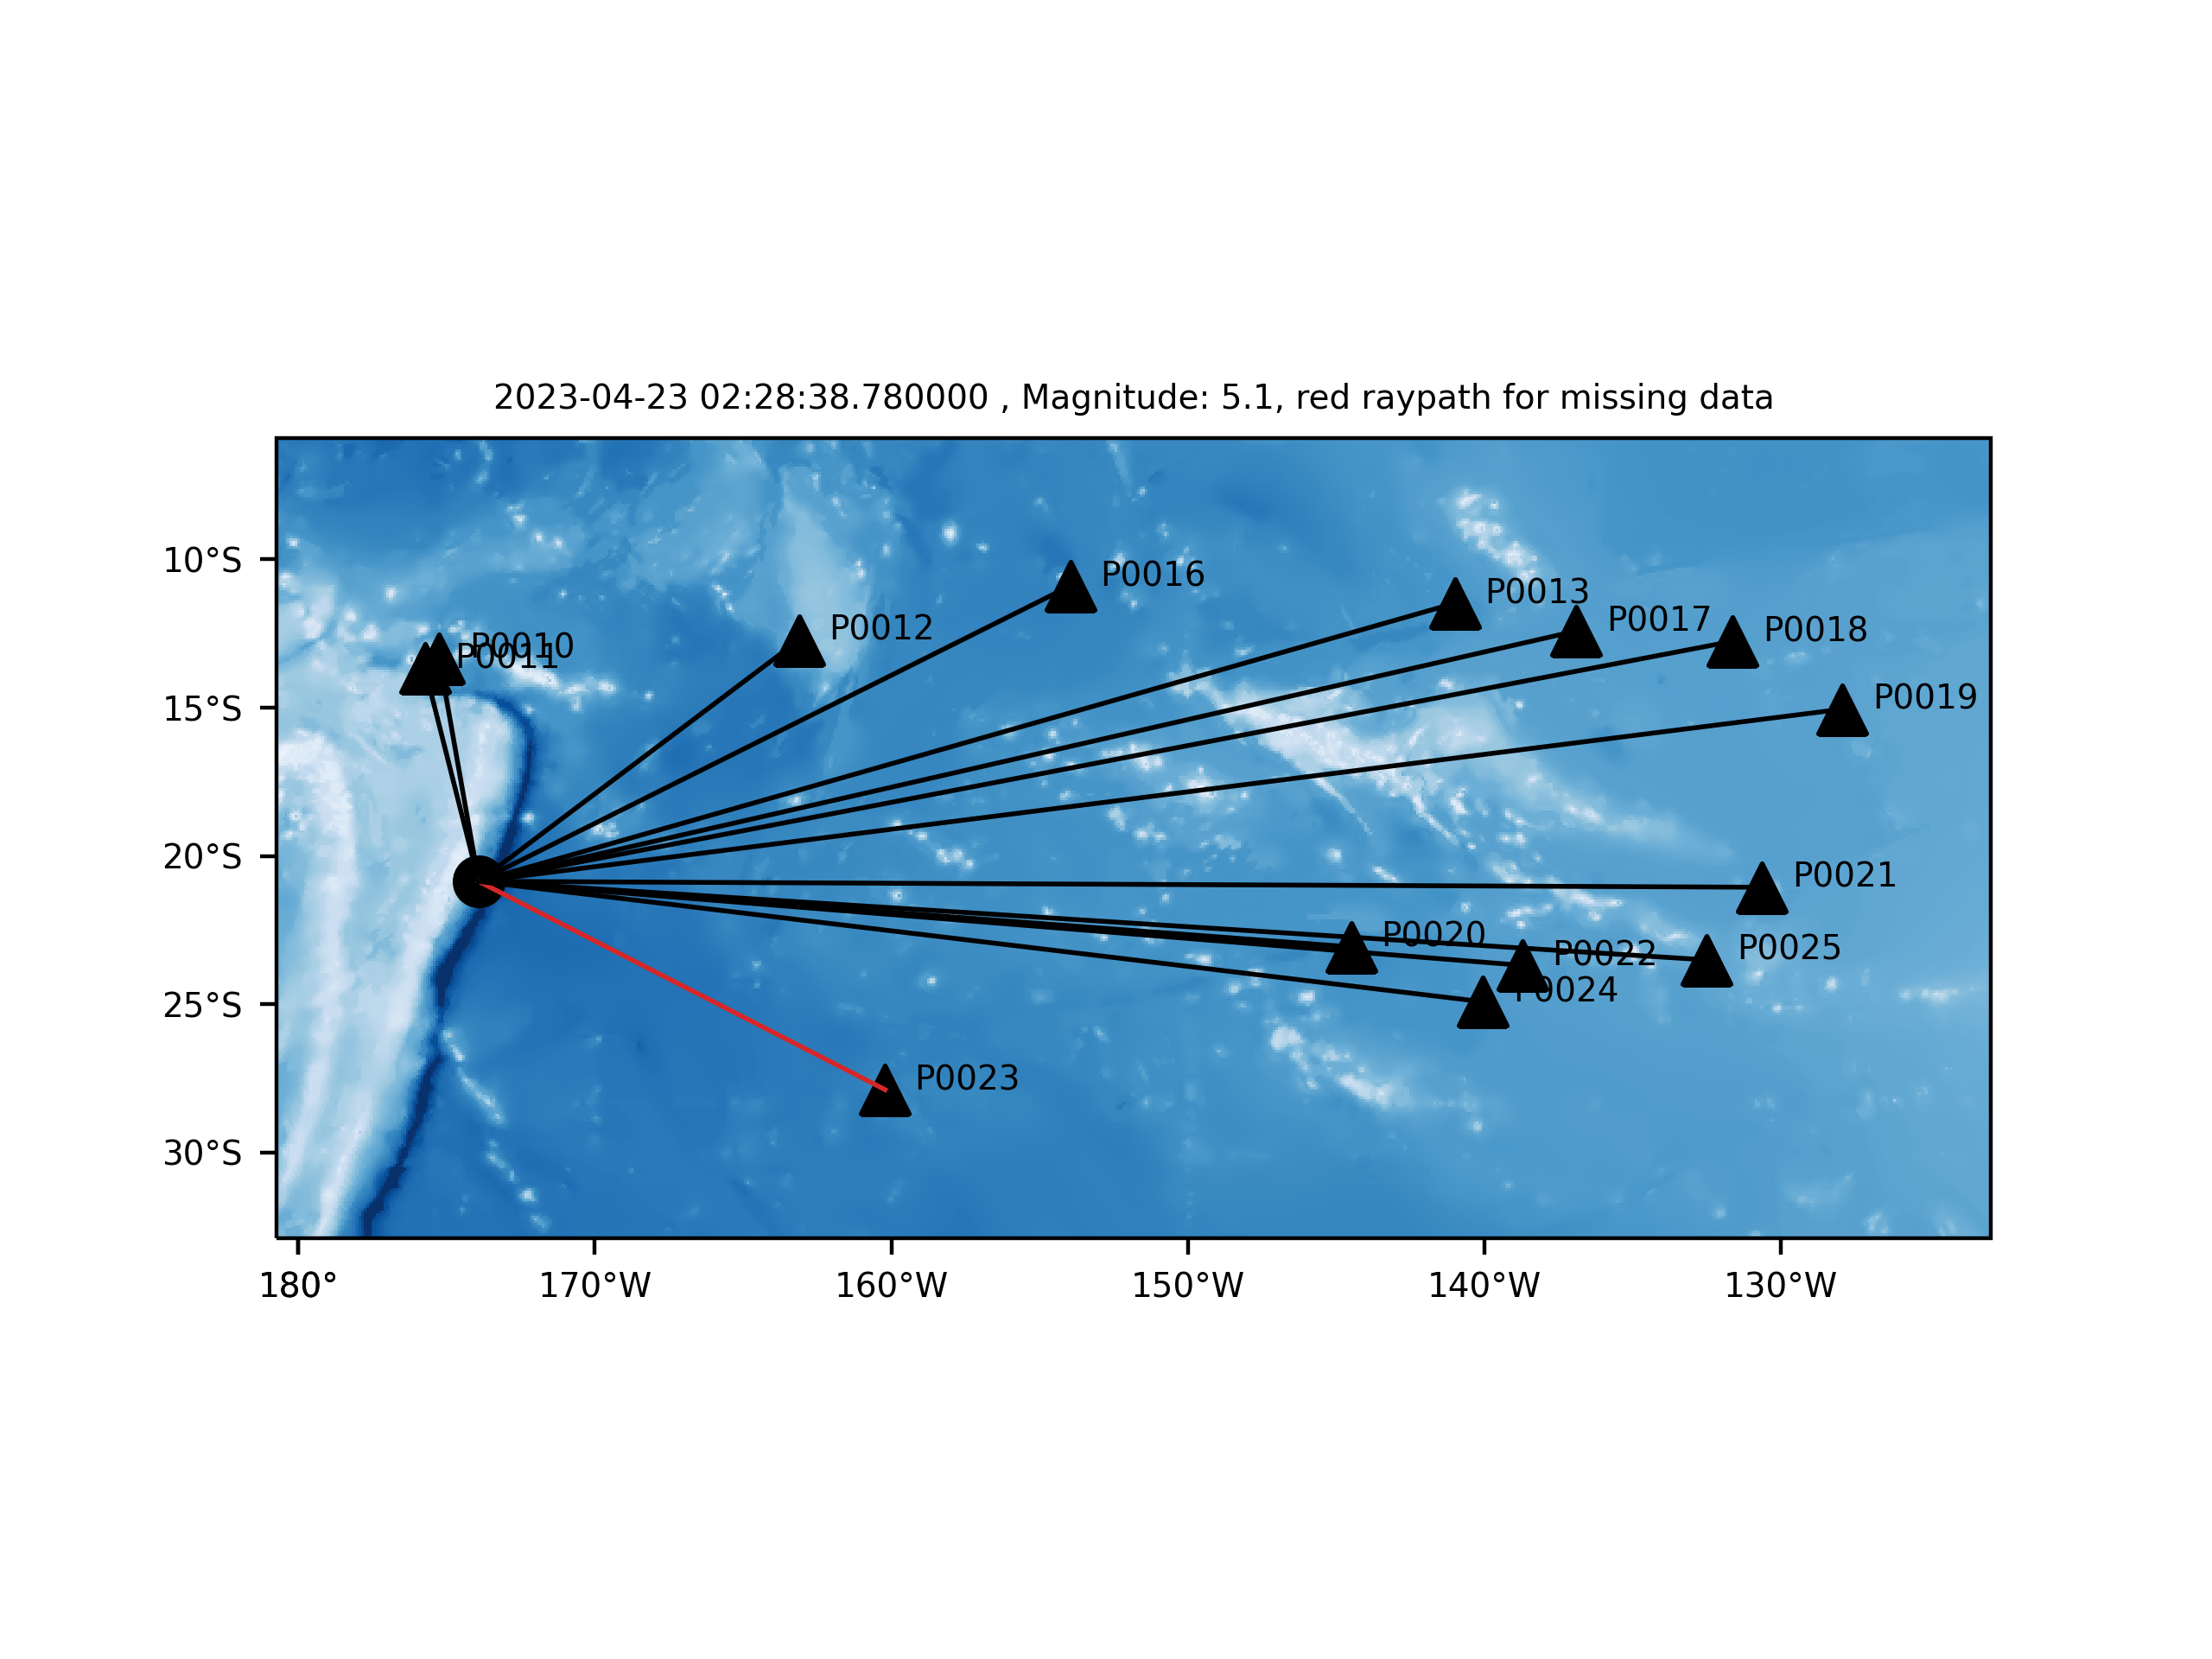 2023-04-23 02:28:38.780000 , Magnitude: 5.1, red raypath for missing data
10°S
15°S
20°S
25°S
30°S
P0016
P0013
P0017
P0012
P0018
P0010
P0011
P0019
P0021
P0020
P0025
P0022
P0024
P0023
180°
170°W
160°W
150°W
140°W
130°W